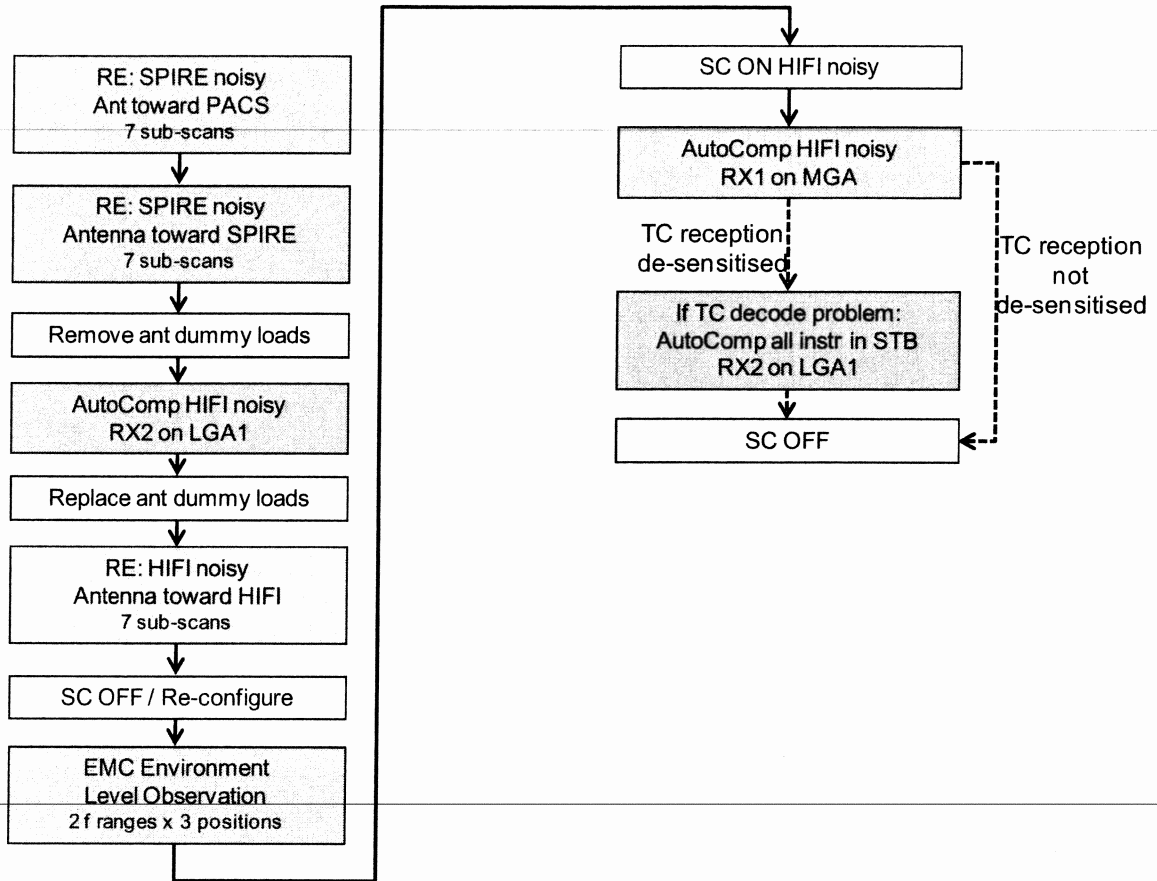 RE: SPIRE noisy
Ant toward PACS
7 sub-scans
RE: SPIRE noisy
Antenna toward SPIRE
7 sub-scans
Remove ant dummy loads
AutoComp HIFI noisy
RX2 on LGA1
Replace ant dummy loads
RE: HIFI noisy
Antenna toward HIFI
7 sub-scans
SC OFF / Re-configure
EMC Environment
Level Observation
2 f ranges x 3 positions
SC ON HIFI noisy
AutoComp HIFI noisy
RX1 on MGA
TC reception
de-sensitised
TC reception
not
de-sensitised
If TC decode problem:
AutoComp all instr in STB
RX2 on LGA1
SC OFF